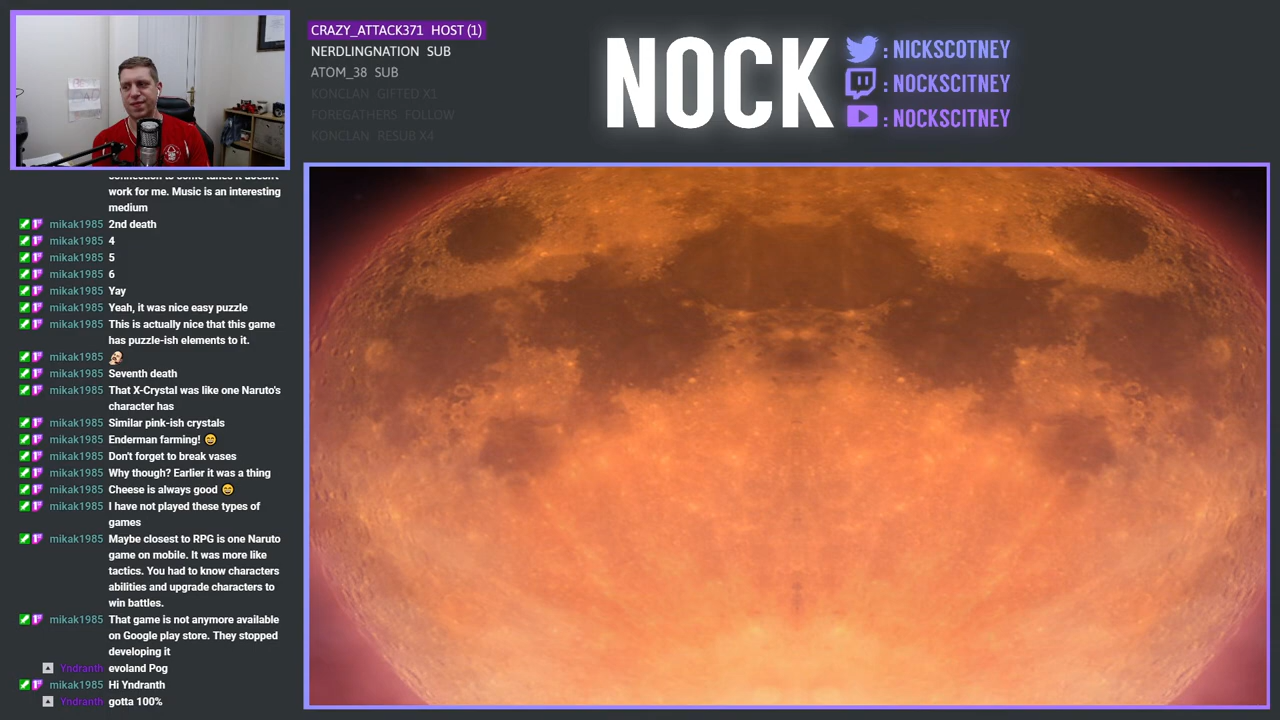 CRAZY_ATTACK371 HOST (1)
NERDLINGNATION SUB
ATOM_38 SUB
KONCLAN GIFTED X1
FOREGATHERS FOLLOW
KONCLAN RESUB X4
NOCK
: NICKSCOTNEY
: NOCKSCITNEY
: NOCKSCITNEY
work for me. Music is an interesting
medium
mikak1985 2nd death
mikak1985 4
mikak1985 5
mikak1985 6
mikak1985 Yay
mikak1985 Yeah, it was nice easy puzzle
mikak1985 This is actually nice that this game
has puzzle-ish elements to it.
mikak1985
mikak1985 Seventh death
mikak1985 That X-Crystal was like one Naruto's
character has
mikak1985 Similar pink-ish crystals
mikak1985 Enderman farming! 😄
mikak1985 Don't forget to break vases
mikak1985 Why though? Earlier it was a thing
mikak1985 Cheese is always good 😄
mikak1985 I have not played these types of
games
mikak1985 Maybe closest to RPG is one Naruto
game on mobile. It was more like
tactics. You had to know characters
abilities and upgrade characters to
win battles.
mikak1985 That game is not anymore available
on Google play store. They stopped
developing it
Yndranth evoland Pog
mikak1985 Hi Yndranth
Yndranth gotta 100%